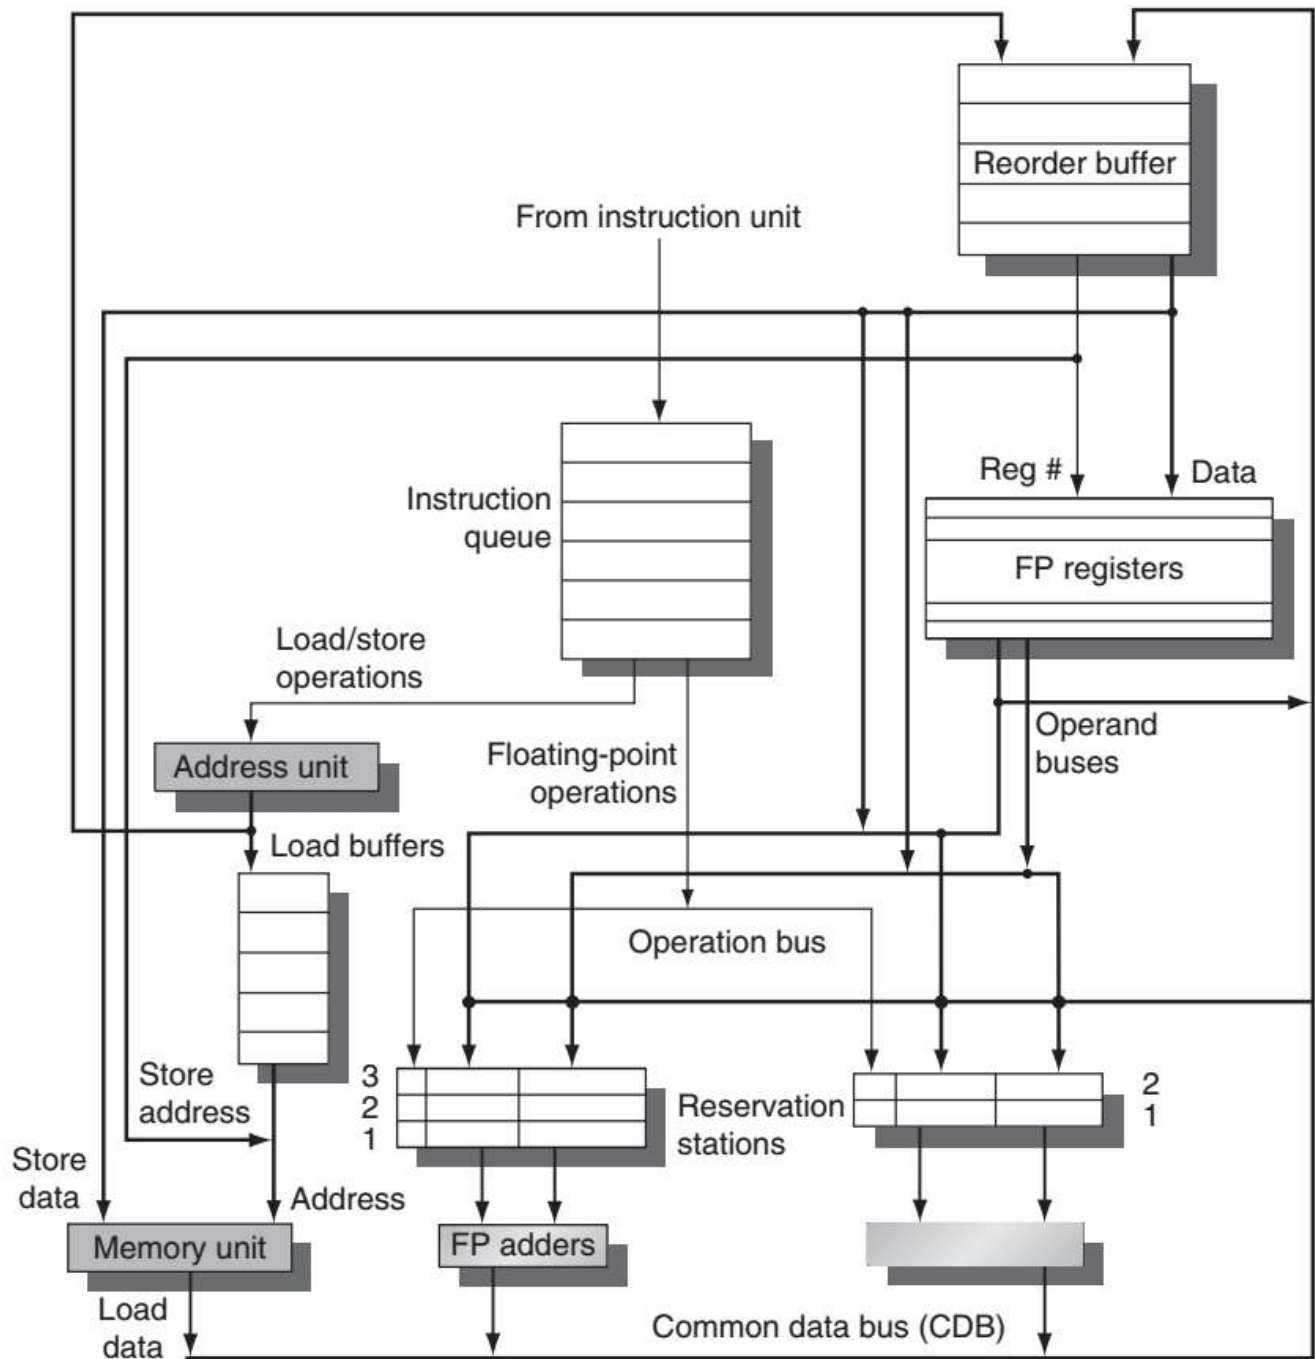 Reorder buffer
From instruction unit
Reg #
Data
Instruction
queue
FP registers
Load/store
operations
Operand
buses
Address unit
Floating-point
operations
Load buffers
Operation bus
Store
address
3
2
1
Reservation
stations
2
1
Store
data
Address
Memory unit
FP adders
Load
data
Common data bus (CDB)